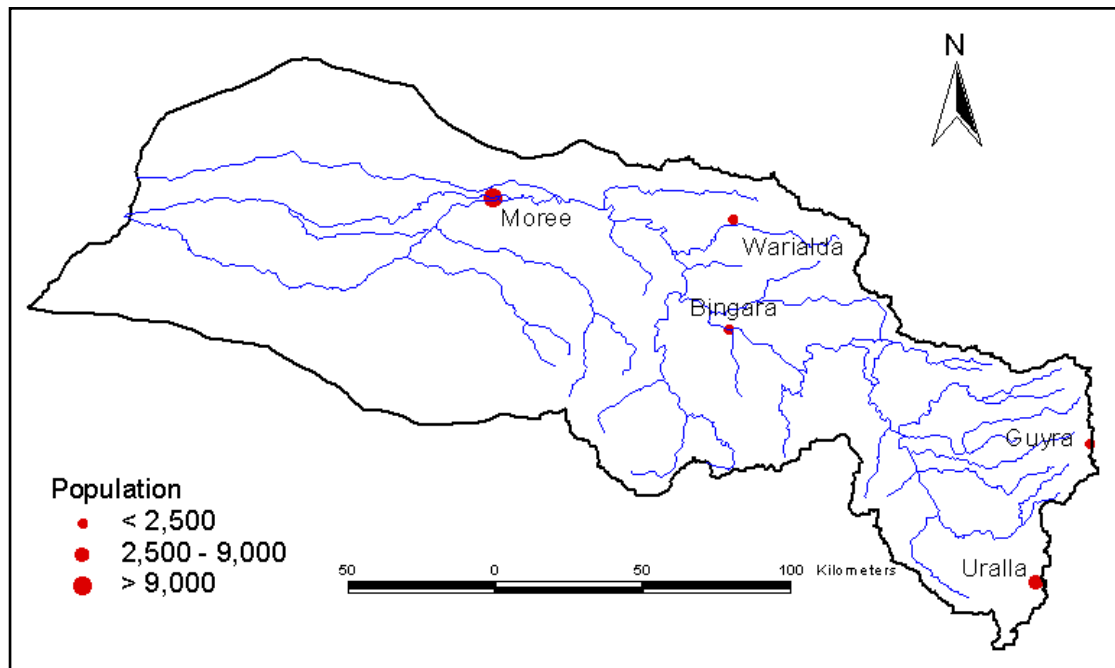 N
Moree
Warialda
Bingara
Guyra
Uralla
Population
< 2,500
2,500 - 9,000
> 9,000
50 0 50 100 Kilometers